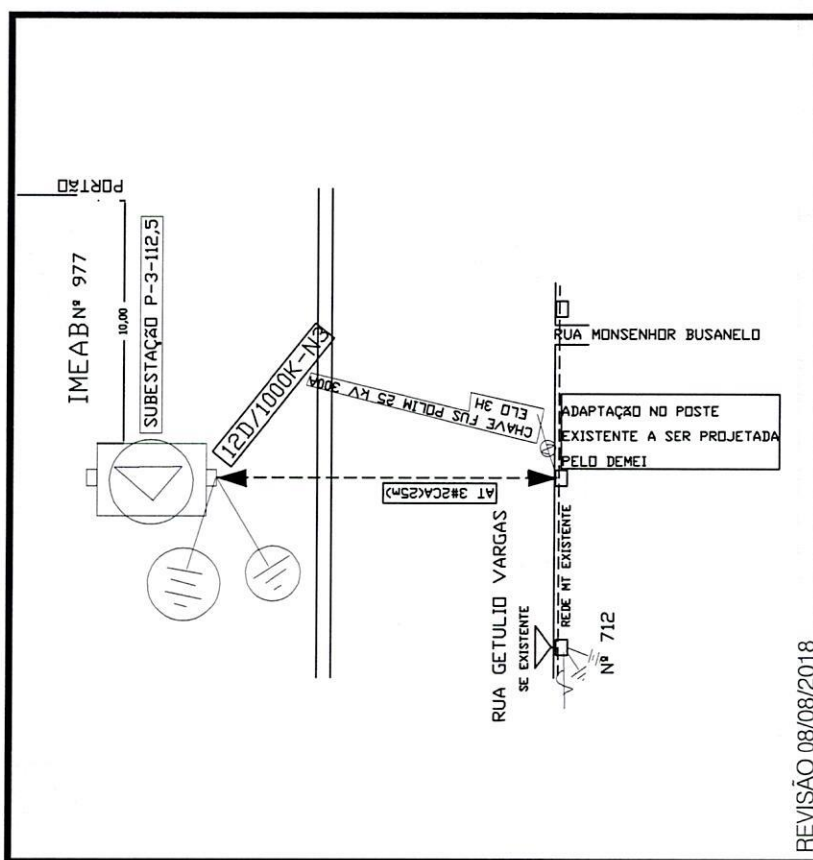 PORTÃO
IMEAB Nº 977
10,00
SUBESTAÇÃO P-3-112,5
12D/1000K-N3
CHAVE FUS POLIM 25 kV 300A
ELO 3H
AT 3#2CA(25m)
RUA MONSENHOR BUSANELO
ADAPTAÇÃO NO POSTE
EXISTENTE A SER PROJETADA
PELO DEMEI
RUA GETULIO VARGAS
SE EXISTENTE
REDE MT EXISTENTE
Nº 712
REVISÃO 08/08/2018